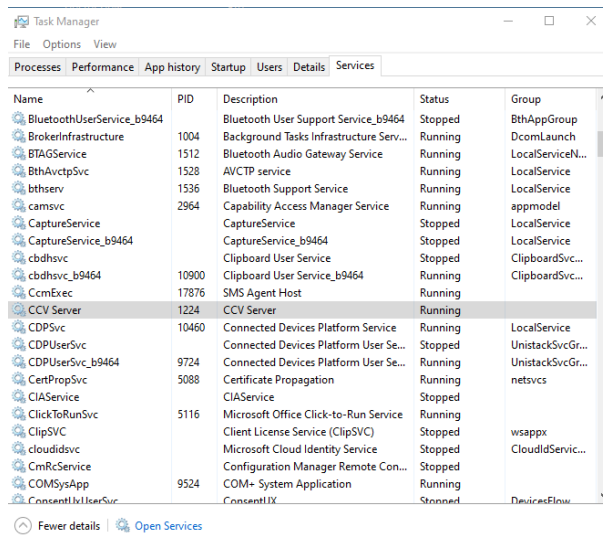 Task Manager
File Options View
Processes Performance App history Startup Users Details Services
Name PID Description Status Group
BluetoothUserService_b9464 Bluetooth User Support Service_b9464 Stopped BthAppGroup
BrokerInfrastructure 1004 Background Tasks Infrastructure Serv... Running DcomLaunch
BTAGService 1512 Bluetooth Audio Gateway Service Running LocalServiceN...
BthAvctpSvc 1528 AVCTP service Running LocalService
bthserv 1536 Bluetooth Support Service Running LocalService
camsvc 2964 Capability Access Manager Service Running appmodel
CaptureService CaptureService Stopped LocalService
CaptureService_b9464 CaptureService_b9464 Stopped LocalService
cbdhsvc Clipboard User Service Stopped ClipboardSvc...
cbdhsvc_b9464 10900 Clipboard User Service_b9464 Running ClipboardSvc...
CcmExec 17876 SMS Agent Host Running
CCV Server 1224 CCV Server Running
CDPSvc 10460 Connected Devices Platform Service Running LocalService
CDPUserSvc Connected Devices Platform User Se... Stopped UnistackSvcGr...
CDPUserSvc_b9464 9724 Connected Devices Platform User Se... Running UnistackSvcGr...
CertPropSvc 5088 Certificate Propagation Running netsvcs
CIAService CIAService Stopped
ClickToRunSvc 5116 Microsoft Office Click-to-Run Service Running
ClipSVC Client License Service (ClipSVC) Stopped wsappx
cloudidsvc Microsoft Cloud Identity Service Stopped CloudIdServic...
CmRcService Configuration Manager Remote Con... Stopped
COMSysApp 9524 COM+ System Application Running
ConsentUxUserSvc ConsentUX Stopped DevicesFlow
Fewer details Open Services